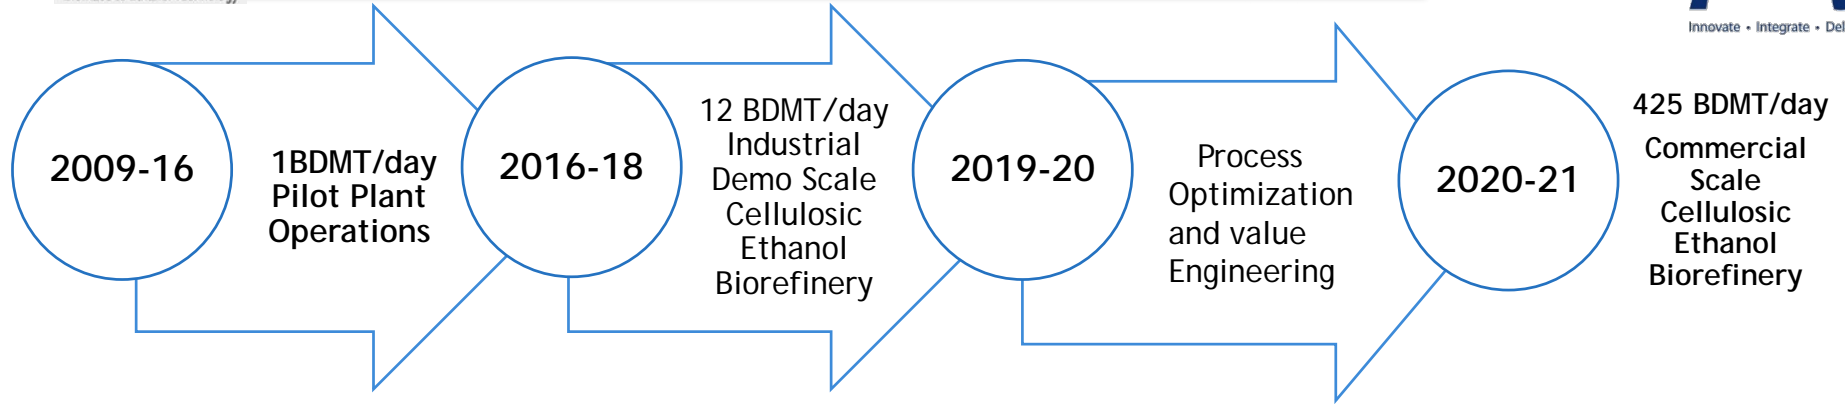 Innovate • Integrate •
2009-16
1BDMT/day
Pilot Plant
Operations
2016-18
12 BDMT/day
Industrial
Demo Scale
Cellulosic
Ethanol
Biorefinery
2019-20
Process
Optimization
and value
Engineering
2020-21
425 BDMT/day
Commercial
Scale
Cellulosic
Ethanol
Biorefinery